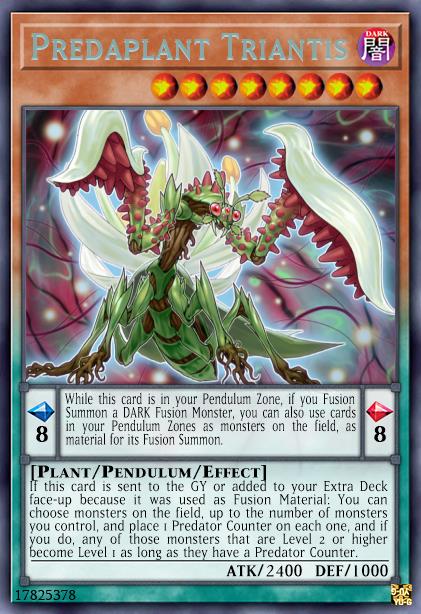 PREDAPLANT TRIANTIS
DARK
闇
While this card is in your Pendulum Zone, if you Fusion
Summon a DARK Fusion Monster, you can also use cards
in your Pendulum Zones as monsters on the field, as
material for its Fusion Summon.
8
8
[PLANT/PENDULUM/EFFECT]
If this card is sent to the GY or added to your Extra Deck
face-up because it was used as Fusion Material: You can
choose monsters on the field, up to the number of monsters
you control, and place 1 Predator Counter on each one, and if
you do, any of those monsters that are Level 2 or higher
become Level 1 as long as they have a Predator Counter.
ATK/2400 DEF/1000
17825378